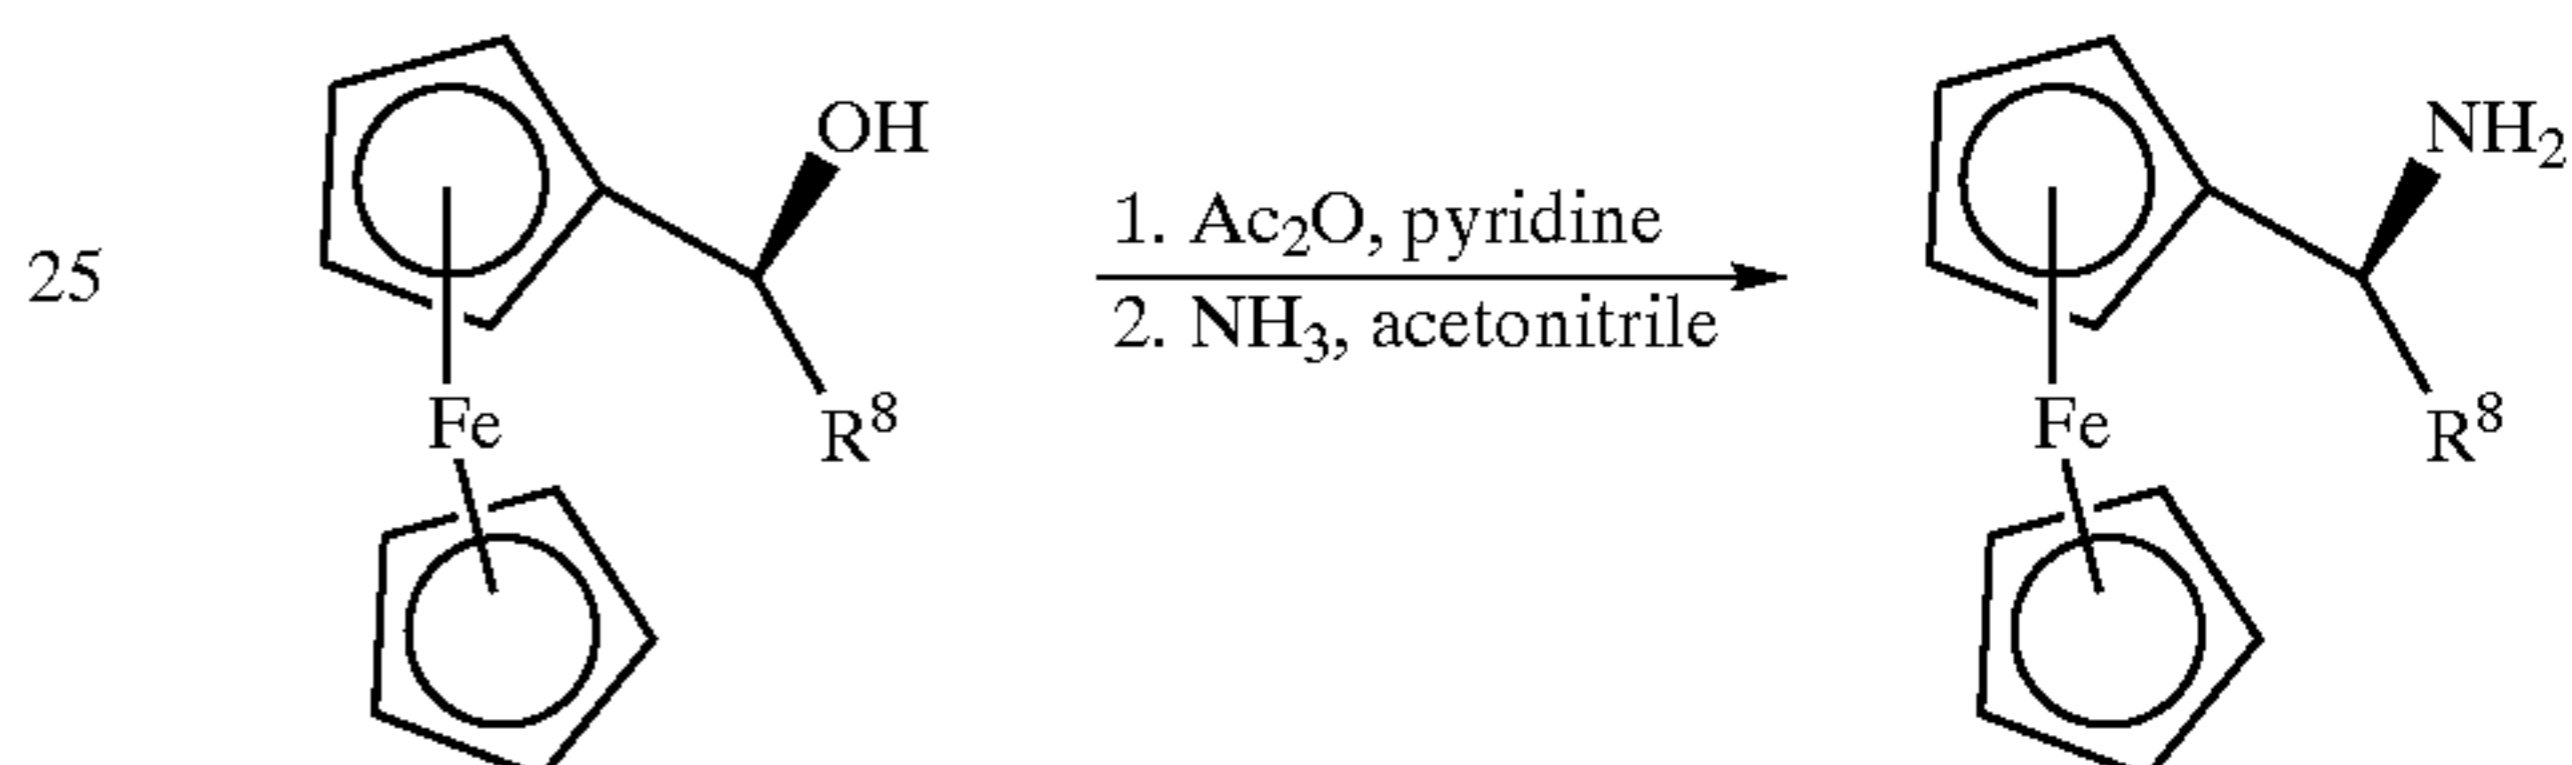 OH
NH₂
1. Ac₂O, pyridine
25
2. NH₃, acetonitrile
Fe
R⁸
Fe
R⁸